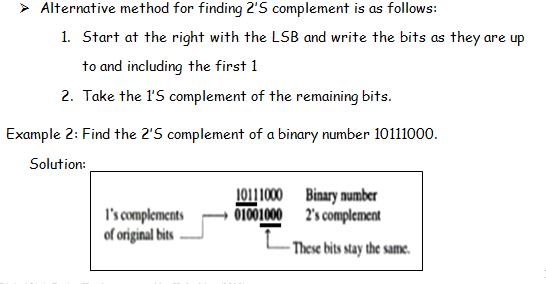 ➤ Alternative method for finding 2'S complement is as follows:
1. Start at the right with the LSB and write the bits as they are up
to and including the first 1
2. Take the 1'S complement of the remaining bits.
Example 2: Find the 2'S complement of a binary number 10111000.
Solution:
10111000 Binary number
1's complements 01001000 2's complement
of original bits
These bits stay the same.